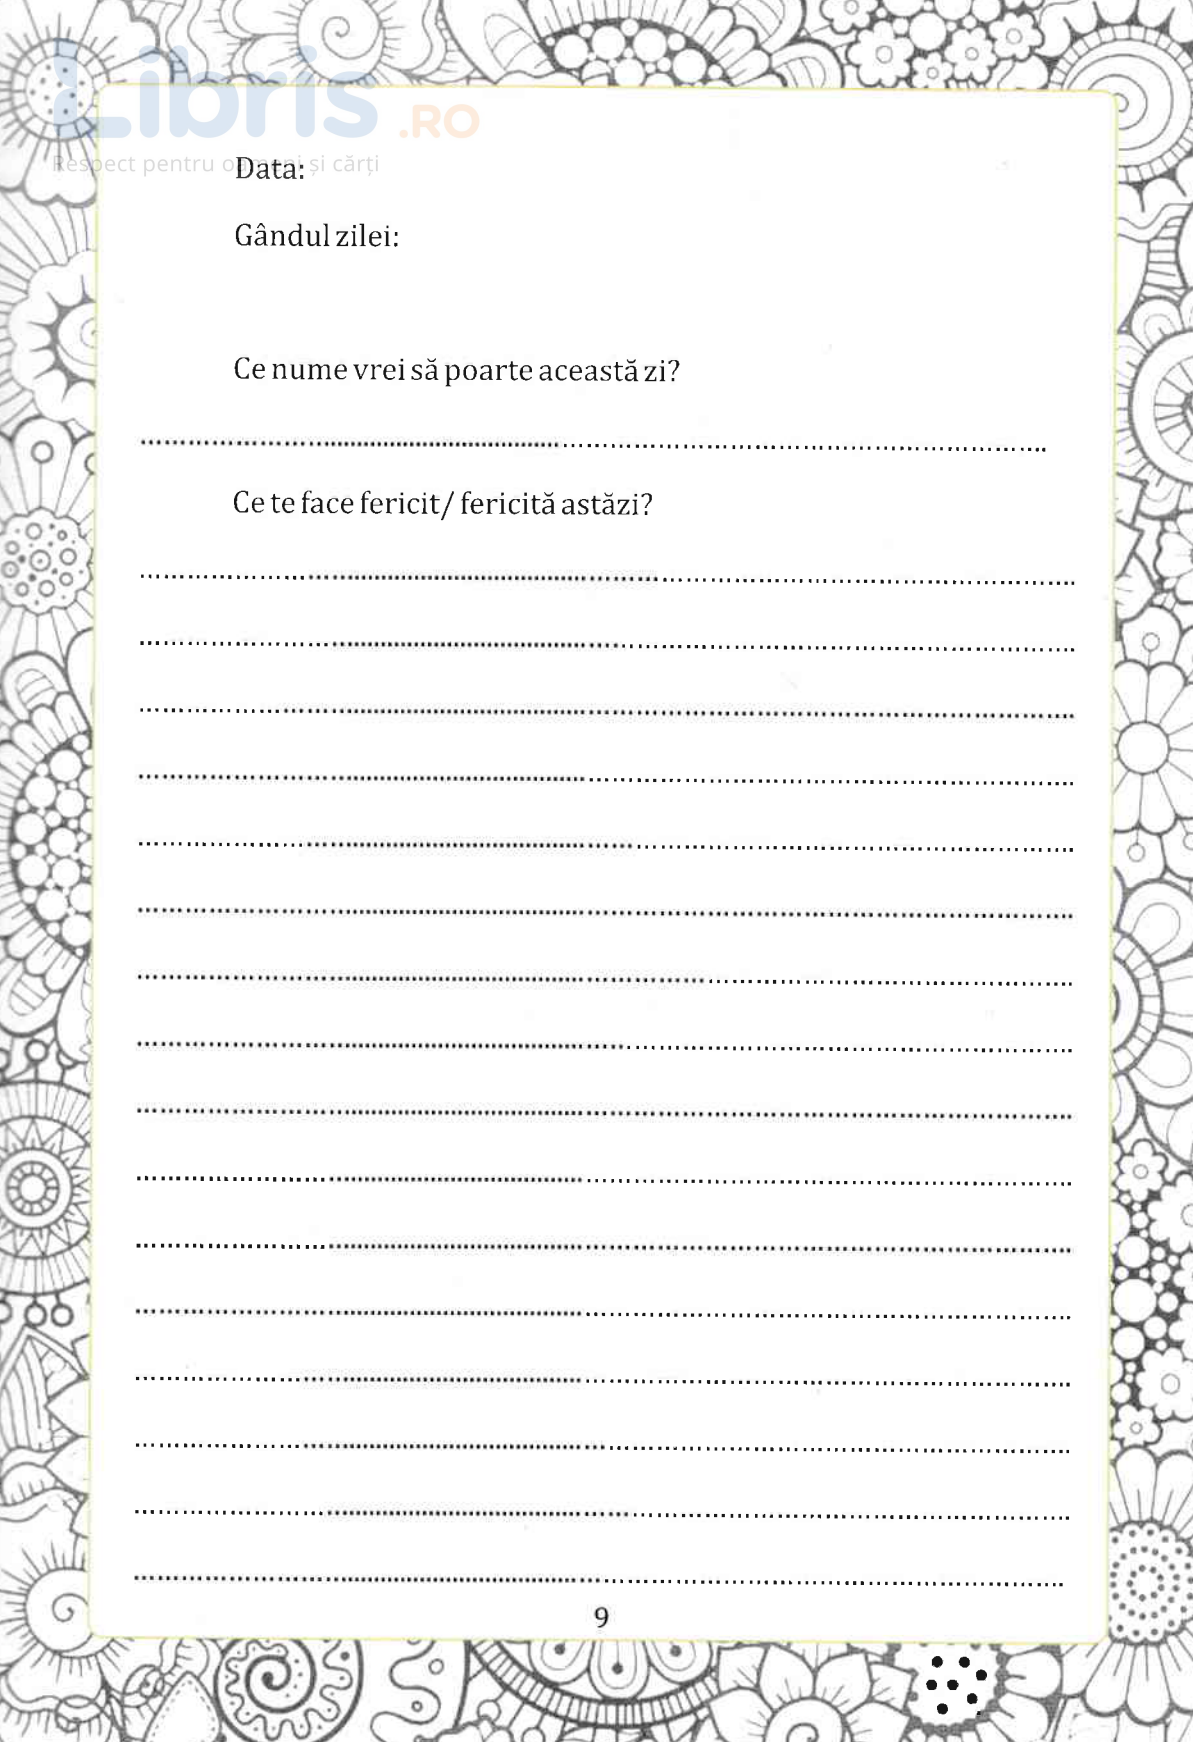 Libris.RO
Respect pentru oameni și cărți
Data:
Gândul zilei:
Ce nume vrei să poarte această zi?
Ce te face fericit/ fericită astăzi?
9